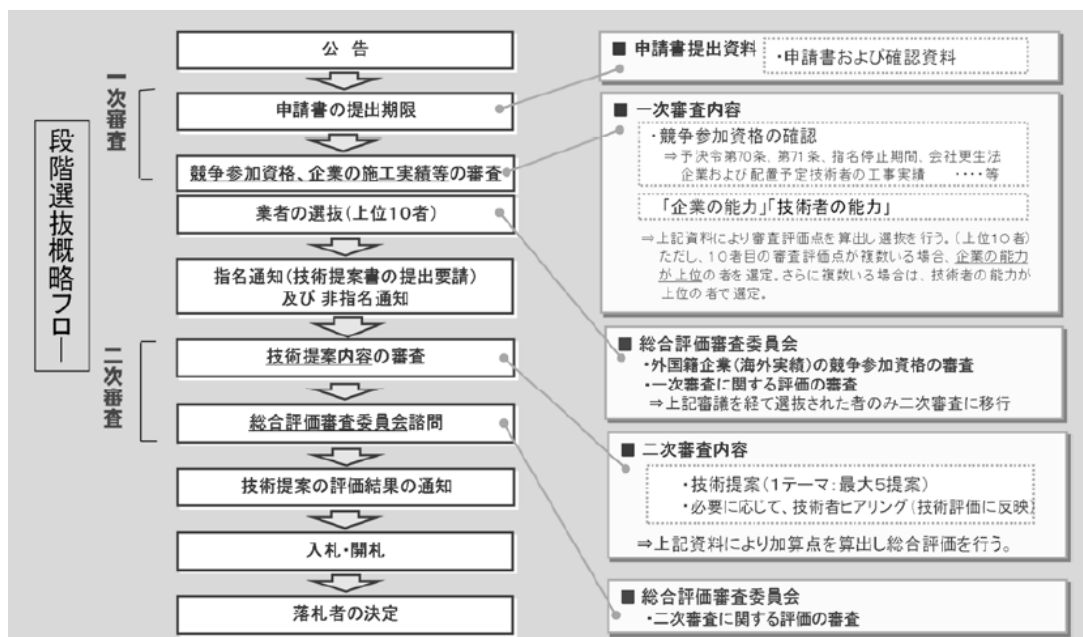 段階選抜概略フロー
一次審査
二次審査
公 告
申請書の提出期限
競争参加資格、企業の施工実績等の審査
業者の選抜(上位10者)
指名通知(技術提案書の提出要請)
及び 非指名通知
技術提案内容の審査
総合評価審査委員会諮問
技術提案の評価結果の通知
入札・開札
落札者の決定
■ 申請書提出資料
・申請書および確認資料
■ 一次審査内容
・競争参加資格の確認
⇒予決令第70条、第71条、指名停止期間、会社更生法
企業および配置予定技術者の工事実績 ・・・・等
「企業の能力」「技術者の能力」
⇒上記資料により審査評価点を算出し選抜を行う。(上位10者)
ただし、10者目の審査評価点が複数いる場合、企業の能力
が上位の者を選定。さらに複数いる場合は、技術者の能力が
上位の者で選定。
■ 総合評価審査委員会
・外国籍企業(海外実績)の競争参加資格の審査
・一次審査に関する評価の審査
⇒上記審議を経て選抜された者のみ二次審査に移行
■ 二次審査内容
・技術提案(1テーマ:最大5提案)
・必要に応じて、技術者ヒアリング(技術評価に反映)
⇒上記資料により加算点を算出し総合評価を行う。
■ 総合評価審査委員会
・二次審査に関する評価の審査